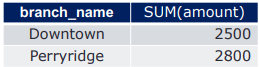 branch_name SUM(amount)
Downtown 2500
Perryridge 2800